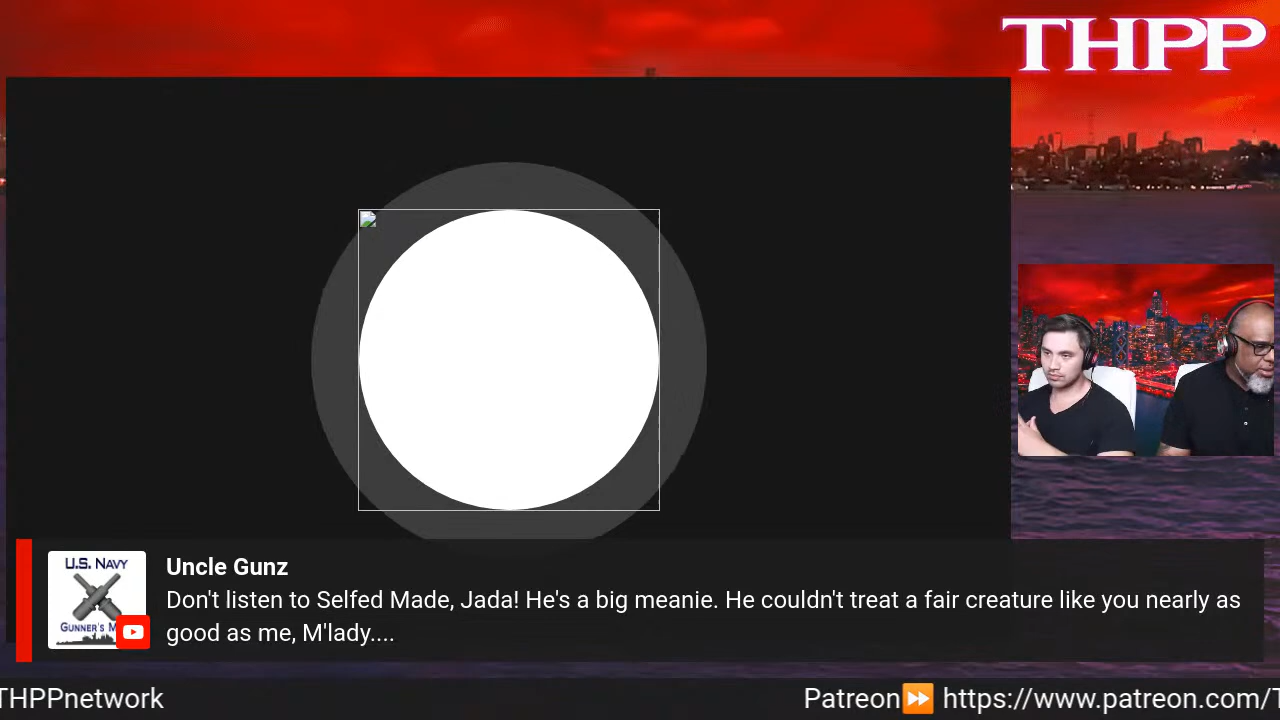 THPP
U.S. NAVY
GUNNER'S M
Uncle Gunz
Don't listen to Selfed Made, Jada! He's a big meanie. He couldn't treat a fair creature like you nearly as
good as me, M'lady....
THPPnetwork
Patreon⏩ https://www.patreon.com/T